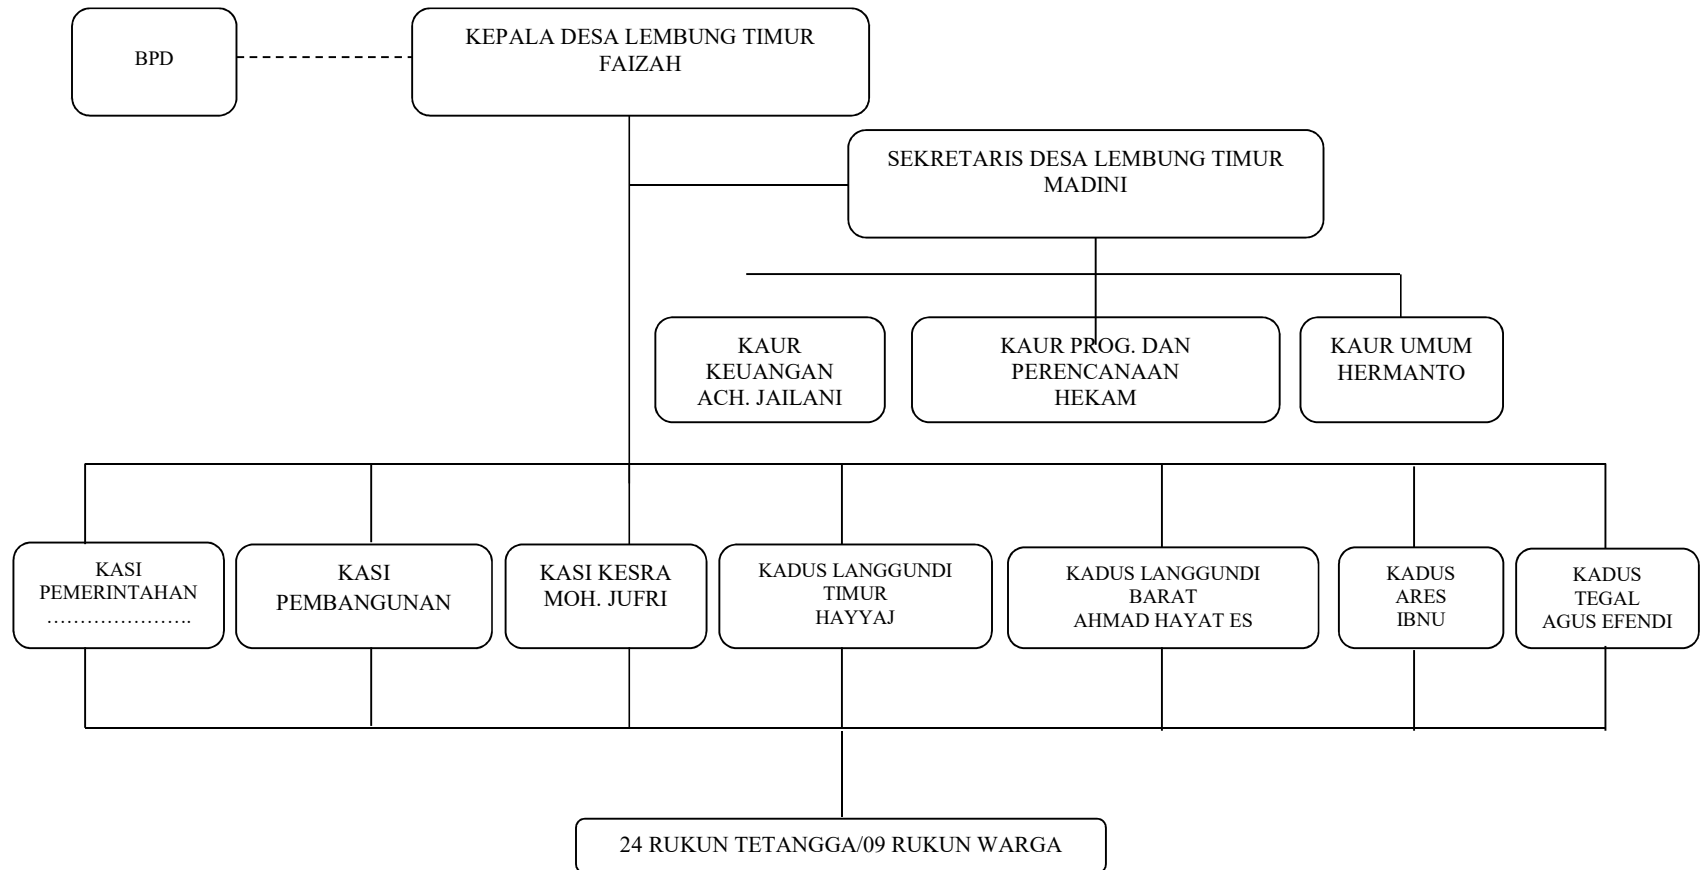 BPD
KEPALA DESA LEMBUNG TIMUR
FAIZAH
SEKRETARIS DESA LEMBUNG TIMUR
MADINI
KAUR
KEUANGAN
ACH. JAILANI
KAUR PROG. DAN
PERENCANAAN
HEKAM
KAUR UMUM
HERMANTO
KASI
PEMERINTAHAN
………………….
KASI
PEMBANGUNAN
KASI KESRA
MOH. JUFRI
KADUS LANGGUNDI
TIMUR
HAYYAJ
KADUS LANGGUNDI
BARAT
AHMAD HAYAT ES
KADUS
ARES
IBNU
KADUS
TEGAL
AGUS EFENDI
24 RUKUN TETANGGA/09 RUKUN WARGA